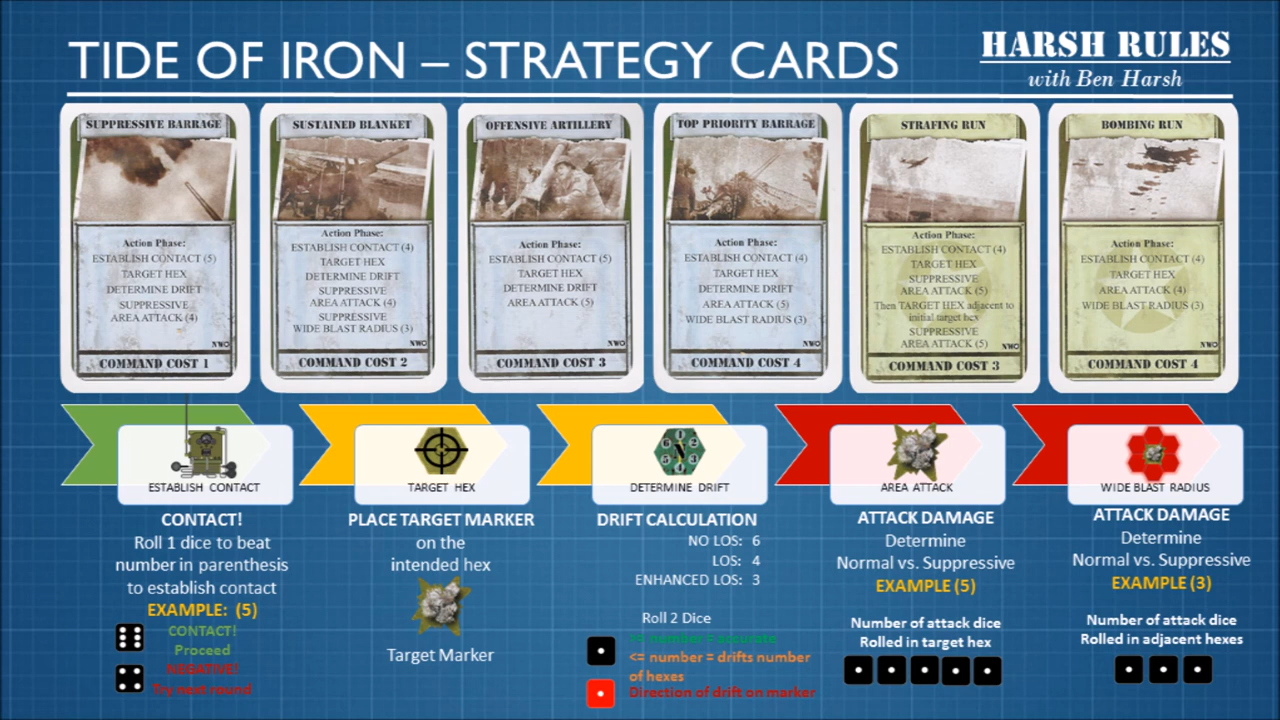 TIDE OF IRON – STRATEGY CARDS
HARSH RULES
with Ben Harsh
SUPPRESSIVE BARRAGE
Action Phase:
ESTABLISH CONTACT (5)
TARGET HEX
DETERMINE DRIFT
SUPPRESSIVE
AREA ATTACK (4)
NWO
COMMAND COST 1
SUSTAINED BLANKET
Action Phase:
ESTABLISH CONTACT (4)
TARGET HEX
DETERMINE DRIFT
SUPPRESSIVE
AREA ATTACK (4)
SUPPRESSIVE
WIDE BLAST RADIUS (3)
NWO
COMMAND COST 2
OFFENSIVE ARTILLERY
Action Phase:
ESTABLISH CONTACT (5)
TARGET HEX
DETERMINE DRIFT
AREA ATTACK (5)
NWO
COMMAND COST 3
TOP PRIORITY BARRAGE
Action Phase:
ESTABLISH CONTACT (4)
TARGET HEX
DETERMINE DRIFT
AREA ATTACK (5)
WIDE BLAST RADIUS (3)
NWO
COMMAND COST 4
STRAFING RUN
Action Phase:
ESTABLISH CONTACT (4)
TARGET HEX
SUPPRESSIVE
AREA ATTACK (5)
Then TARGET HEX adjacent to
initial target hex
SUPPRESSIVE
AREA ATTACK (5)
NWO
COMMAND COST 3
BOMBING RUN
Action Phase:
ESTABLISH CONTACT (4)
TARGET HEX
AREA ATTACK (4)
WIDE BLAST RADIUS (3)
NWO
COMMAND COST 4
ESTABLISH CONTACT
CONTACT!
Roll 1 dice to beat
number in parenthesis
to establish contact
EXAMPLE: (5)
CONTACT!
Proceed
NEGATIVE!
Try next round
TARGET HEX
PLACE TARGET MARKER
on the
intended hex
Target Marker
1
6 2
N
5 3
4
DETERMINE DRIFT
DRIFT CALCULATION
NO LOS: 6
LOS: 4
ENHANCED LOS: 3
Roll 2 Dice
number = accurate
<= number = drifts number
of hexes
Direction of drift on marker
AREA ATTACK
ATTACK DAMAGE
Determine
Normal vs. Suppressive
EXAMPLE (5)
Number of attack dice
Rolled in target hex
WIDE BLAST RADIUS
ATTACK DAMAGE
Determine
Normal vs. Suppressive
EXAMPLE (3)
Number of attack dice
Rolled in adjacent hexes